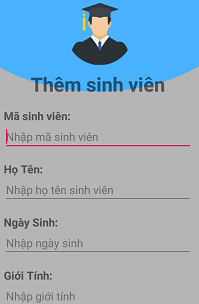 Thêm sinh viên
Mã sinh viên:
Nhập mã sinh viên
Họ Tên:
Nhập họ tên sinh viên
Ngày Sinh:
Nhập ngày sinh
Giới Tính:
Nhập giới tính